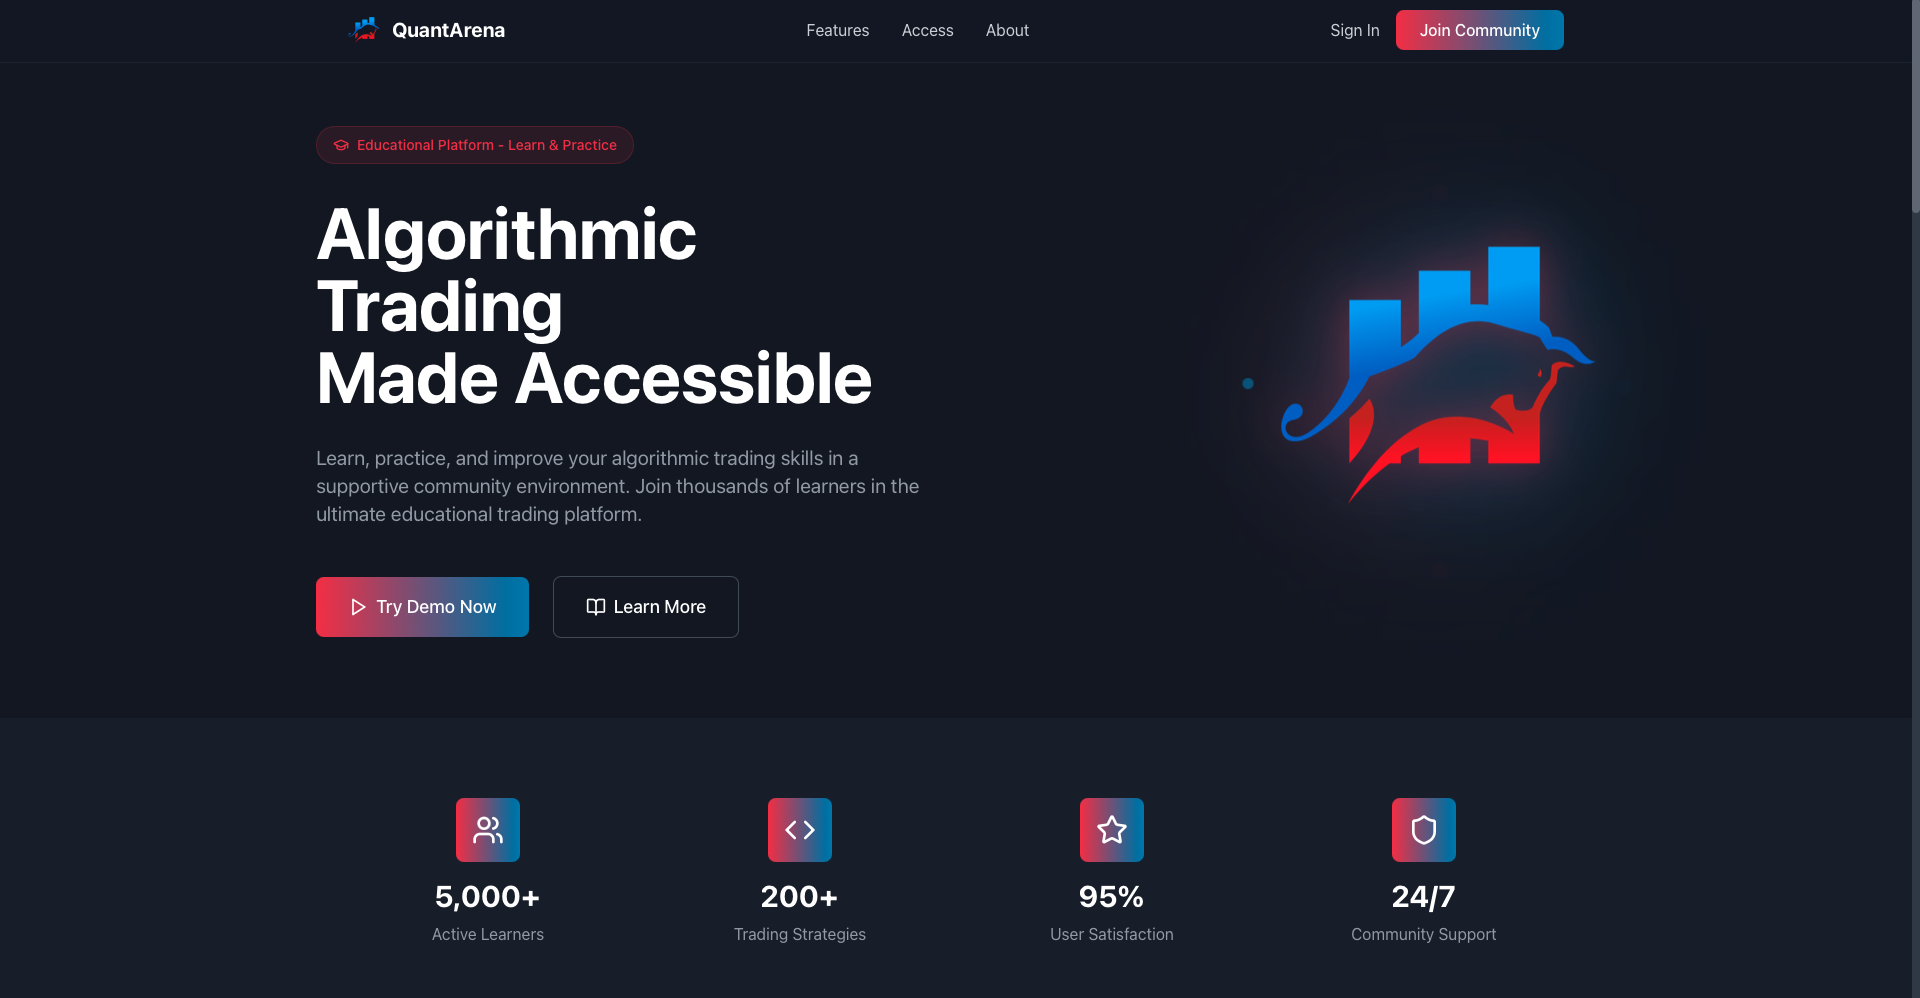 QuantArena
Features
Access
About
Sign In
Join Community
Educational Platform - Learn & Practice
Algorithmic
Trading
Made Accessible
Learn, practice, and improve your algorithmic trading skills in a
supportive community environment. Join thousands of learners in the
ultimate educational trading platform.
Try Demo Now
Learn More
5,000+
Active Learners
200+
Trading Strategies
95%
User Satisfaction
24/7
Community Support